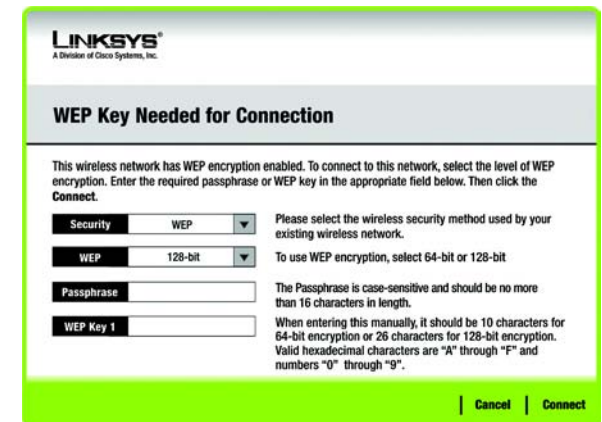 LINKSYS®
A Division of Cisco Systems, Inc.
WEP Key Needed for Connection
This wireless network has WEP encryption enabled. To connect to this network, select the level of WEP
encryption. Enter the required passphrase or WEP key in the appropriate field below. Then click the
Connect.
Security WEP
Please select the wireless security method used by your
existing wireless network.
WEP 128-bit
To use WEP encryption, select 64-bit or 128-bit
Passphrase
The Passphrase is case-sensitive and should be no more
than 16 characters in length.
WEP Key 1
When entering this manually, it should be 10 characters for
64-bit encryption or 26 characters for 128-bit encryption.
Valid hexadecimal characters are “A” through “F” and
numbers “0” through “9”.
Cancel Connect